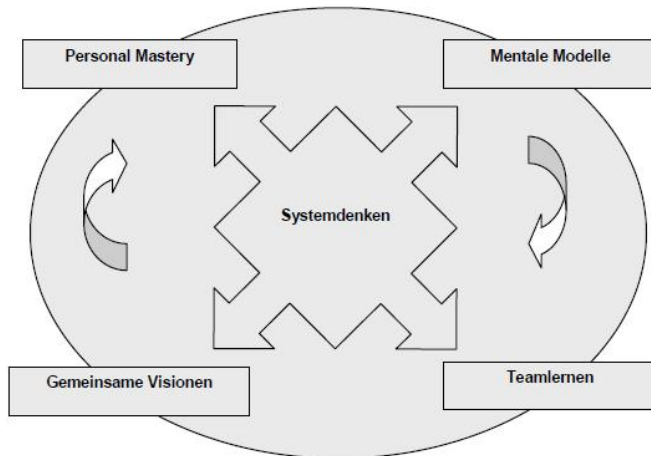 Personal Mastery
Mentale Modelle
Systemdenken
Gemeinsame Visionen
Teamlernen